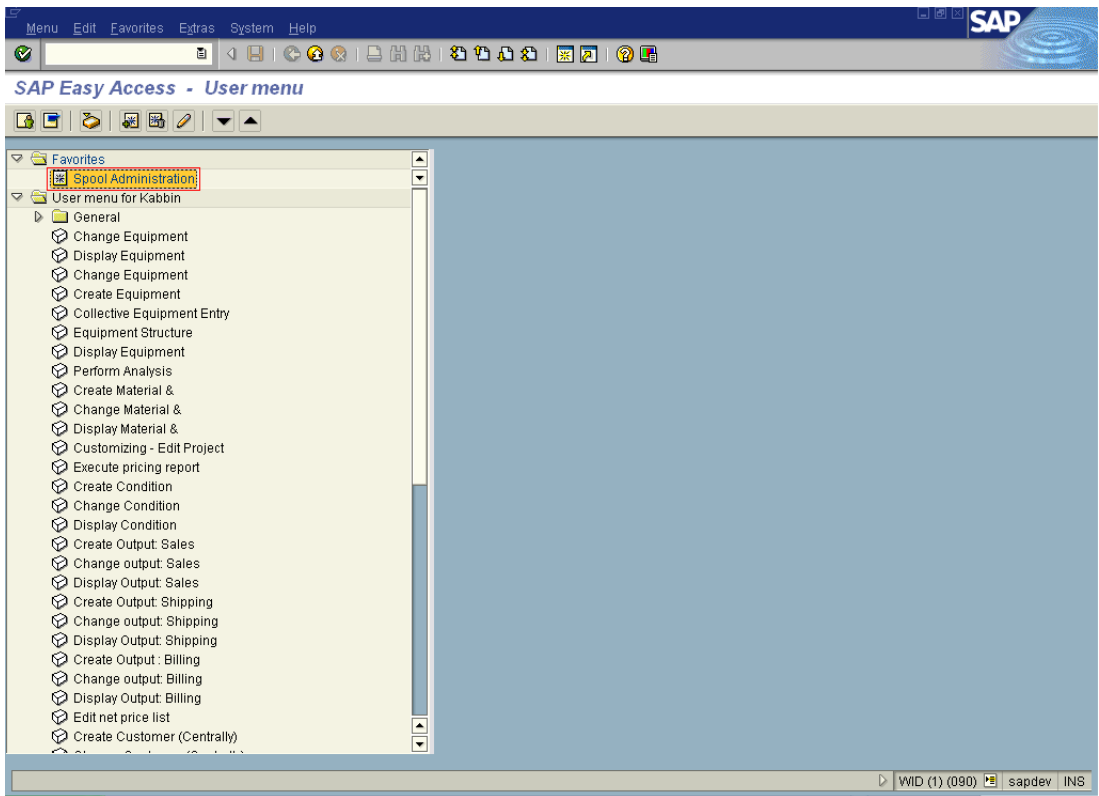 Menu Edit Favorites Extras System Help
SAP
SAP Easy Access - User menu
Favorites
Spool Administration
User menu for Kabbin
General
Change Equipment
Display Equipment
Change Equipment
Create Equipment
Collective Equipment Entry
Equipment Structure
Display Equipment
Perform Analysis
Create Material &
Change Material &
Display Material &
Customizing - Edit Project
Execute pricing report
Create Condition
Change Condition
Display Condition
Create Output: Sales
Change output: Sales
Display Output: Sales
Create Output: Shipping
Change output: Shipping
Display Output: Shipping
Create Output : Billing
Change output: Billing
Display Output: Billing
Edit net price list
Create Customer (Centrally)
WID (1) (090) sapdev INS